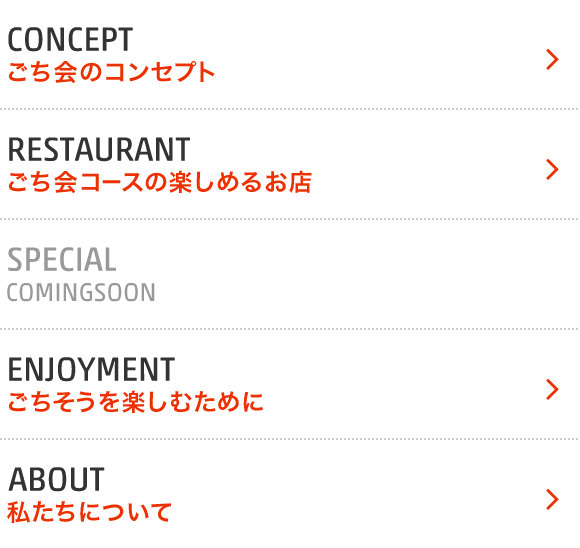 CONCEPT
ごち会のコンセプト
RESTAURANT
ごち会コースの楽しめるお店
SPECIAL
COMINGSOON
ENJOYMENT
ごちそうを楽しむために
ABOUT
私たちについて